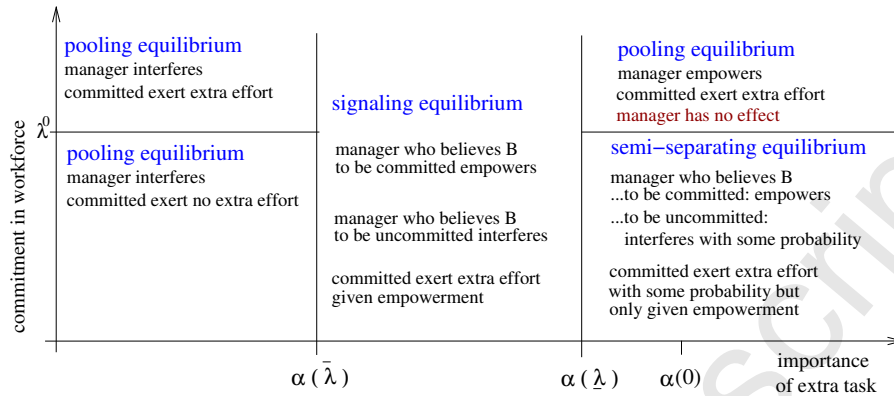 pooling equilibrium
manager interferes
committed exert extra effort
pooling equilibrium
manager interferes
committed exert no extra effort
signaling equilibrium
manager who believes B
to be committed empowers
manager who believes B
to be uncommitted interferes
committed exert extra effort
given empowerment
pooling equilibrium
manager empowers
committed exert extra effort
manager has no effect
semi−separating equilibrium
manager who believes B
...to be committed: empowers
...to be uncommitted:
interferes with some probability
committed exert extra effort
with some probability but
only given empowerment
commitment in workforce
λ̂⁰
α ( λ̄ )
α ( λ̲ )
α(0)
importance
of extra task
script